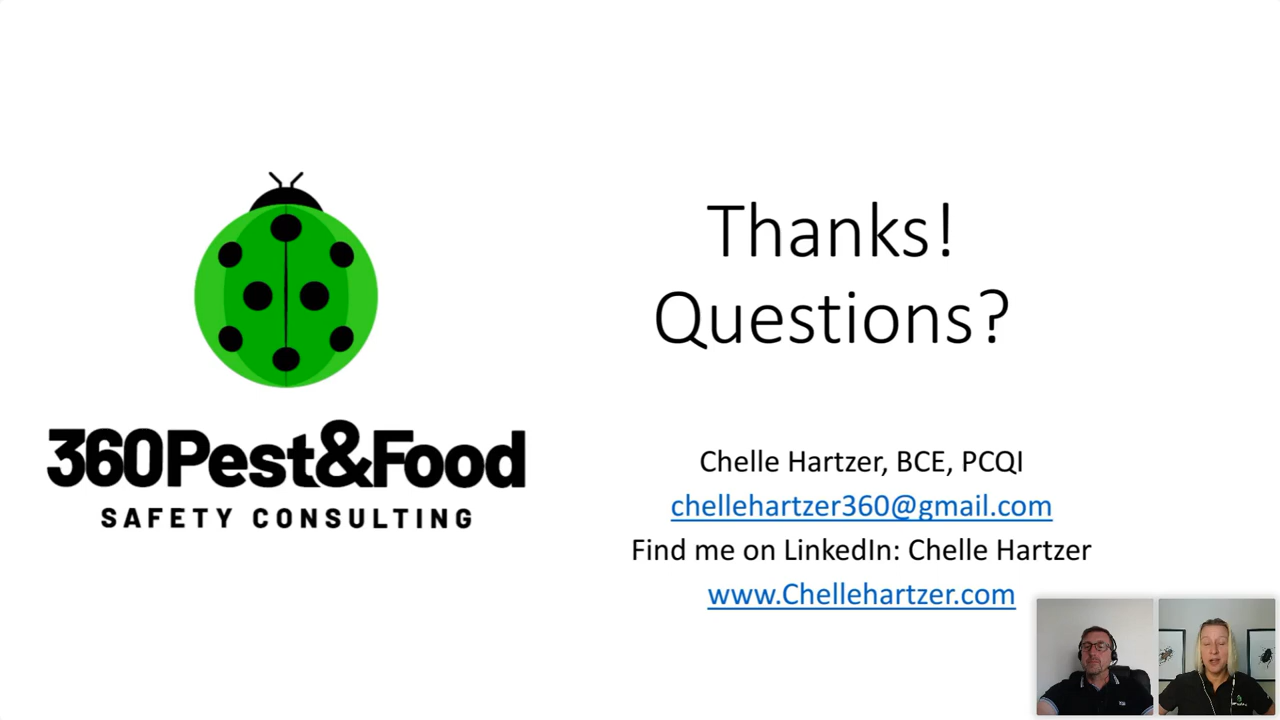 360Pest&Food
SAFETY CONSULTING
Thanks!
Questions?
Chelle Hartzer, BCE, PCQI
chellehartzer360@gmail.com
Find me on LinkedIn: Chelle Hartzer
www.Chellehartzer.com